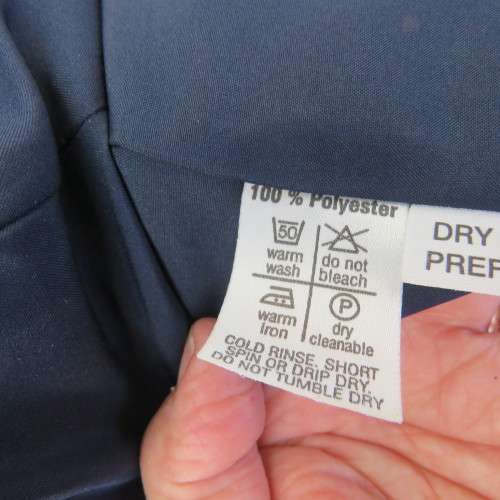 100 % Polyester
50
warm wash
do not bleach
warm iron
P
dry cleanable
COLD RINSE. SHORT
SPIN OR DRIP DRY.
DO NOT TUMBLE DRY
DRY
PREF